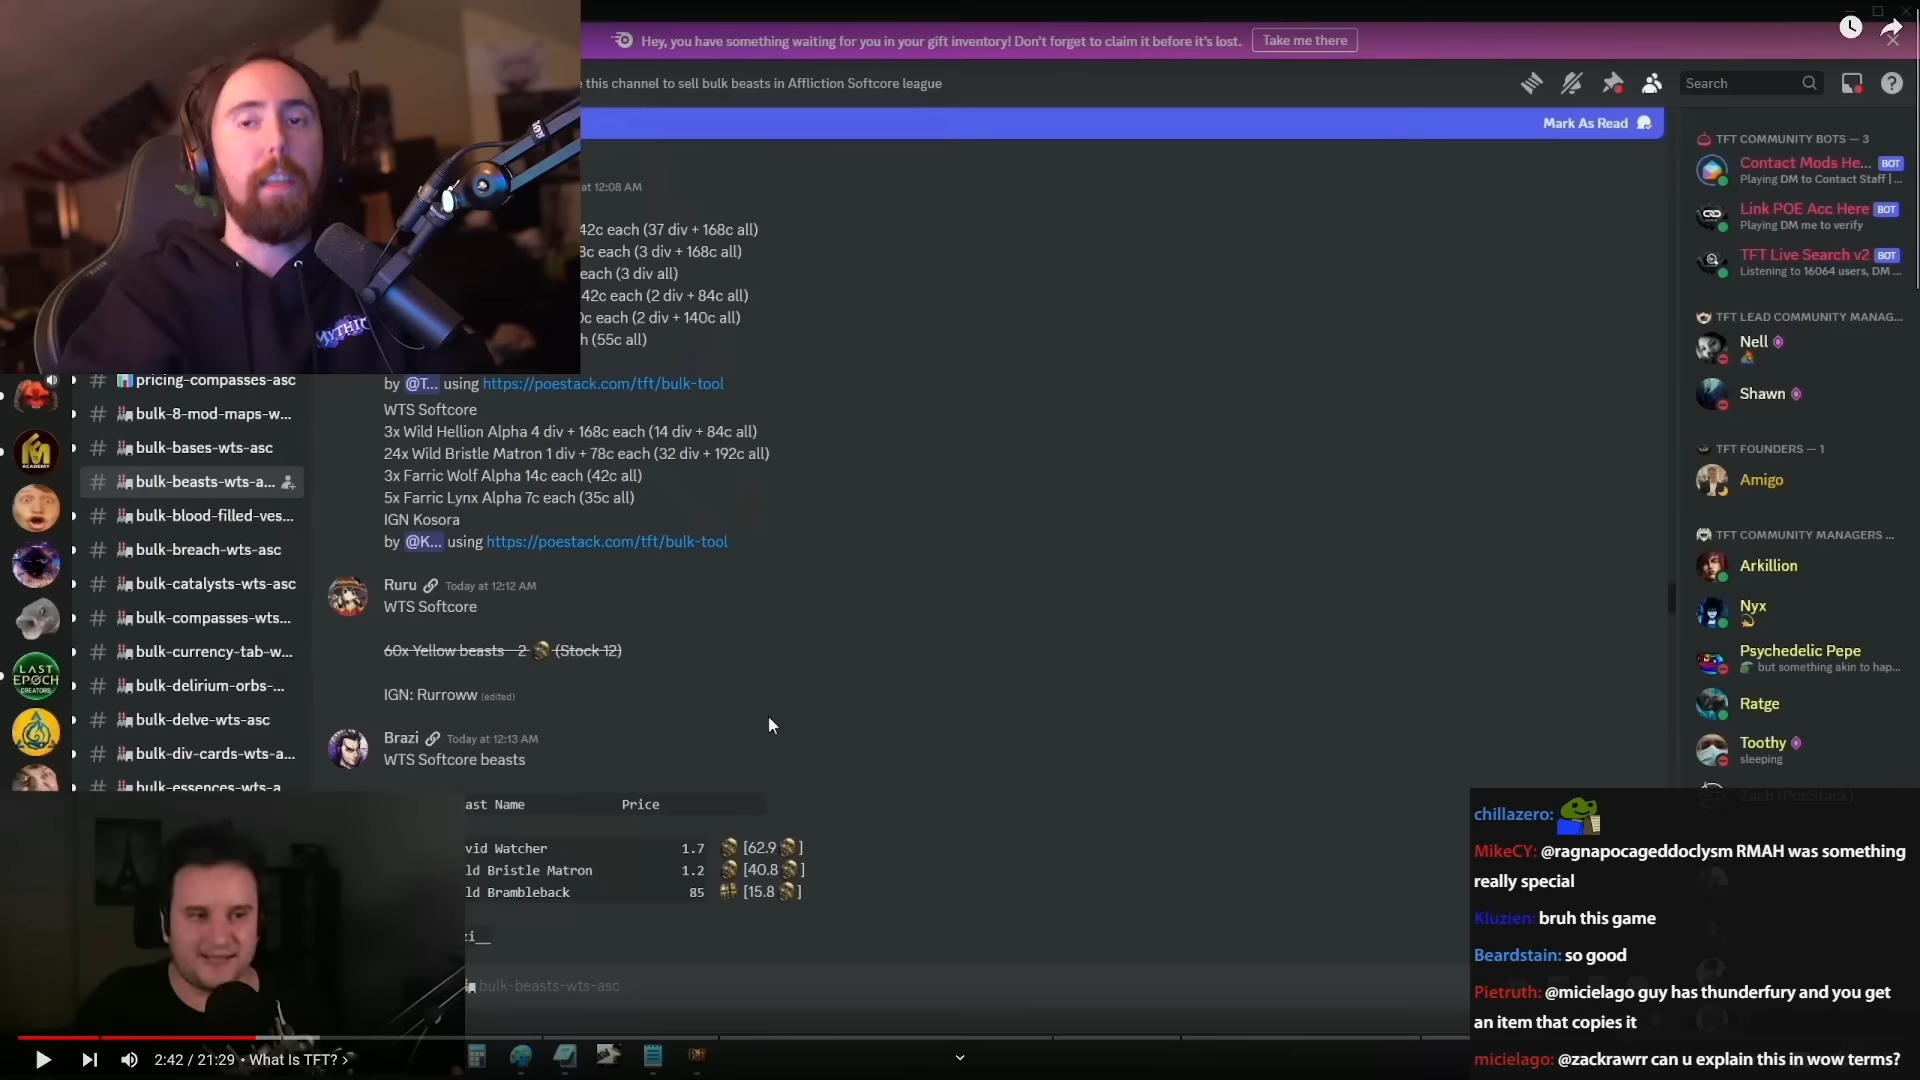 Hey, you have something waiting for you in your gift inventory! Don't forget to claim it before it's lost.
Take me there
this channel to sell bulk beasts in Affliction Softcore league
Search
Mark As Read
at 12:08 AM
42c each (37 div + 168c all)
8c each (3 div + 168c all)
each (3 div all)
42c each (2 div + 84c all)
0c each (2 div + 140c all)
h (55c all)
by @T... using https://poestack.com/tft/bulk-tool
WTS Softcore
3x Wild Hellion Alpha 4 div + 168c each (14 div + 84c all)
24x Wild Bristle Matron 1 div + 78c each (32 div + 192c all)
3x Farric Wolf Alpha 14c each (42c all)
5x Farric Lynx Alpha 7c each (35c all)
IGN Kosora
by @K... using https://poestack.com/tft/bulk-tool
Ruru Today at 12:12 AM
WTS Softcore
60x Yellow beasts 2 (Stock 12)
IGN: Rurroww (edited)
Brazi Today at 12:13 AM
WTS Softcore beasts
ast Name Price
vid Watcher 1.7 [62.9 ]
ld Bristle Matron 1.2 [40.8 ]
ld Brambleback 85 [15.8 ]
zi__
bulk-beasts-wts-asc
pricing-compasses-asc
bulk-8-mod-maps-w...
bulk-bases-wts-asc
bulk-beasts-wts-a...
bulk-blood-filled-ves...
bulk-breach-wts-asc
bulk-catalysts-wts-asc
bulk-compasses-wts...
bulk-currency-tab-w...
bulk-delirium-orbs-...
bulk-delve-wts-asc
bulk-div-cards-wts-a...
bulk-essences-wts-a
ACADEMY
LAST
EPOCH
CREATORS
MYTHIC
TFT COMMUNITY BOTS — 3
Contact Mods He... BOT
Playing DM to Contact Staff | ...
Link POE Acc Here BOT
Playing DM me to verify
TFT Live Search v2 BOT
Listening to 16064 users, DM ...
TFT LEAD COMMUNITY MANAG...
Nell
Shawn
TFT FOUNDERS — 1
Amigo
TFT COMMUNITY MANAGERS ...
Arkillion
Nyx
Psychedelic Pepe
but something akin to hap...
Ratge
Toothy
sleeping
Zach (PoeStack)
chillazero:
MikeCY: @ragnapocageddoclysm RMAH was something
really special
Kluzien: bruh this game
Beardstain: so good
Pietruth: @micielago guy has thunderfury and you get
an item that copies it
micielago: @zackrawrr can u explain this in wow terms?
2:42 / 21:29 • What Is TFT? >